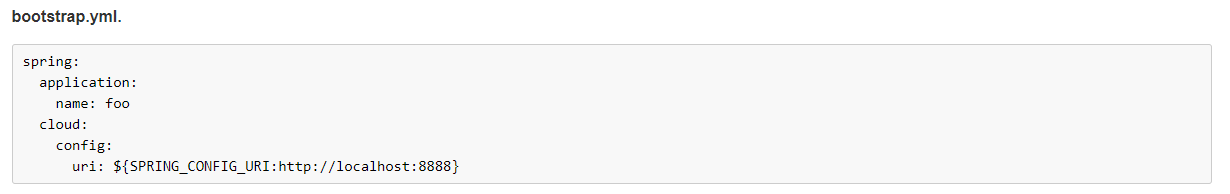 bootstrap.yml.
spring:
  application:
    name: foo
  cloud:
    config:
      uri: ${SPRING_CONFIG_URI:http://localhost:8888}